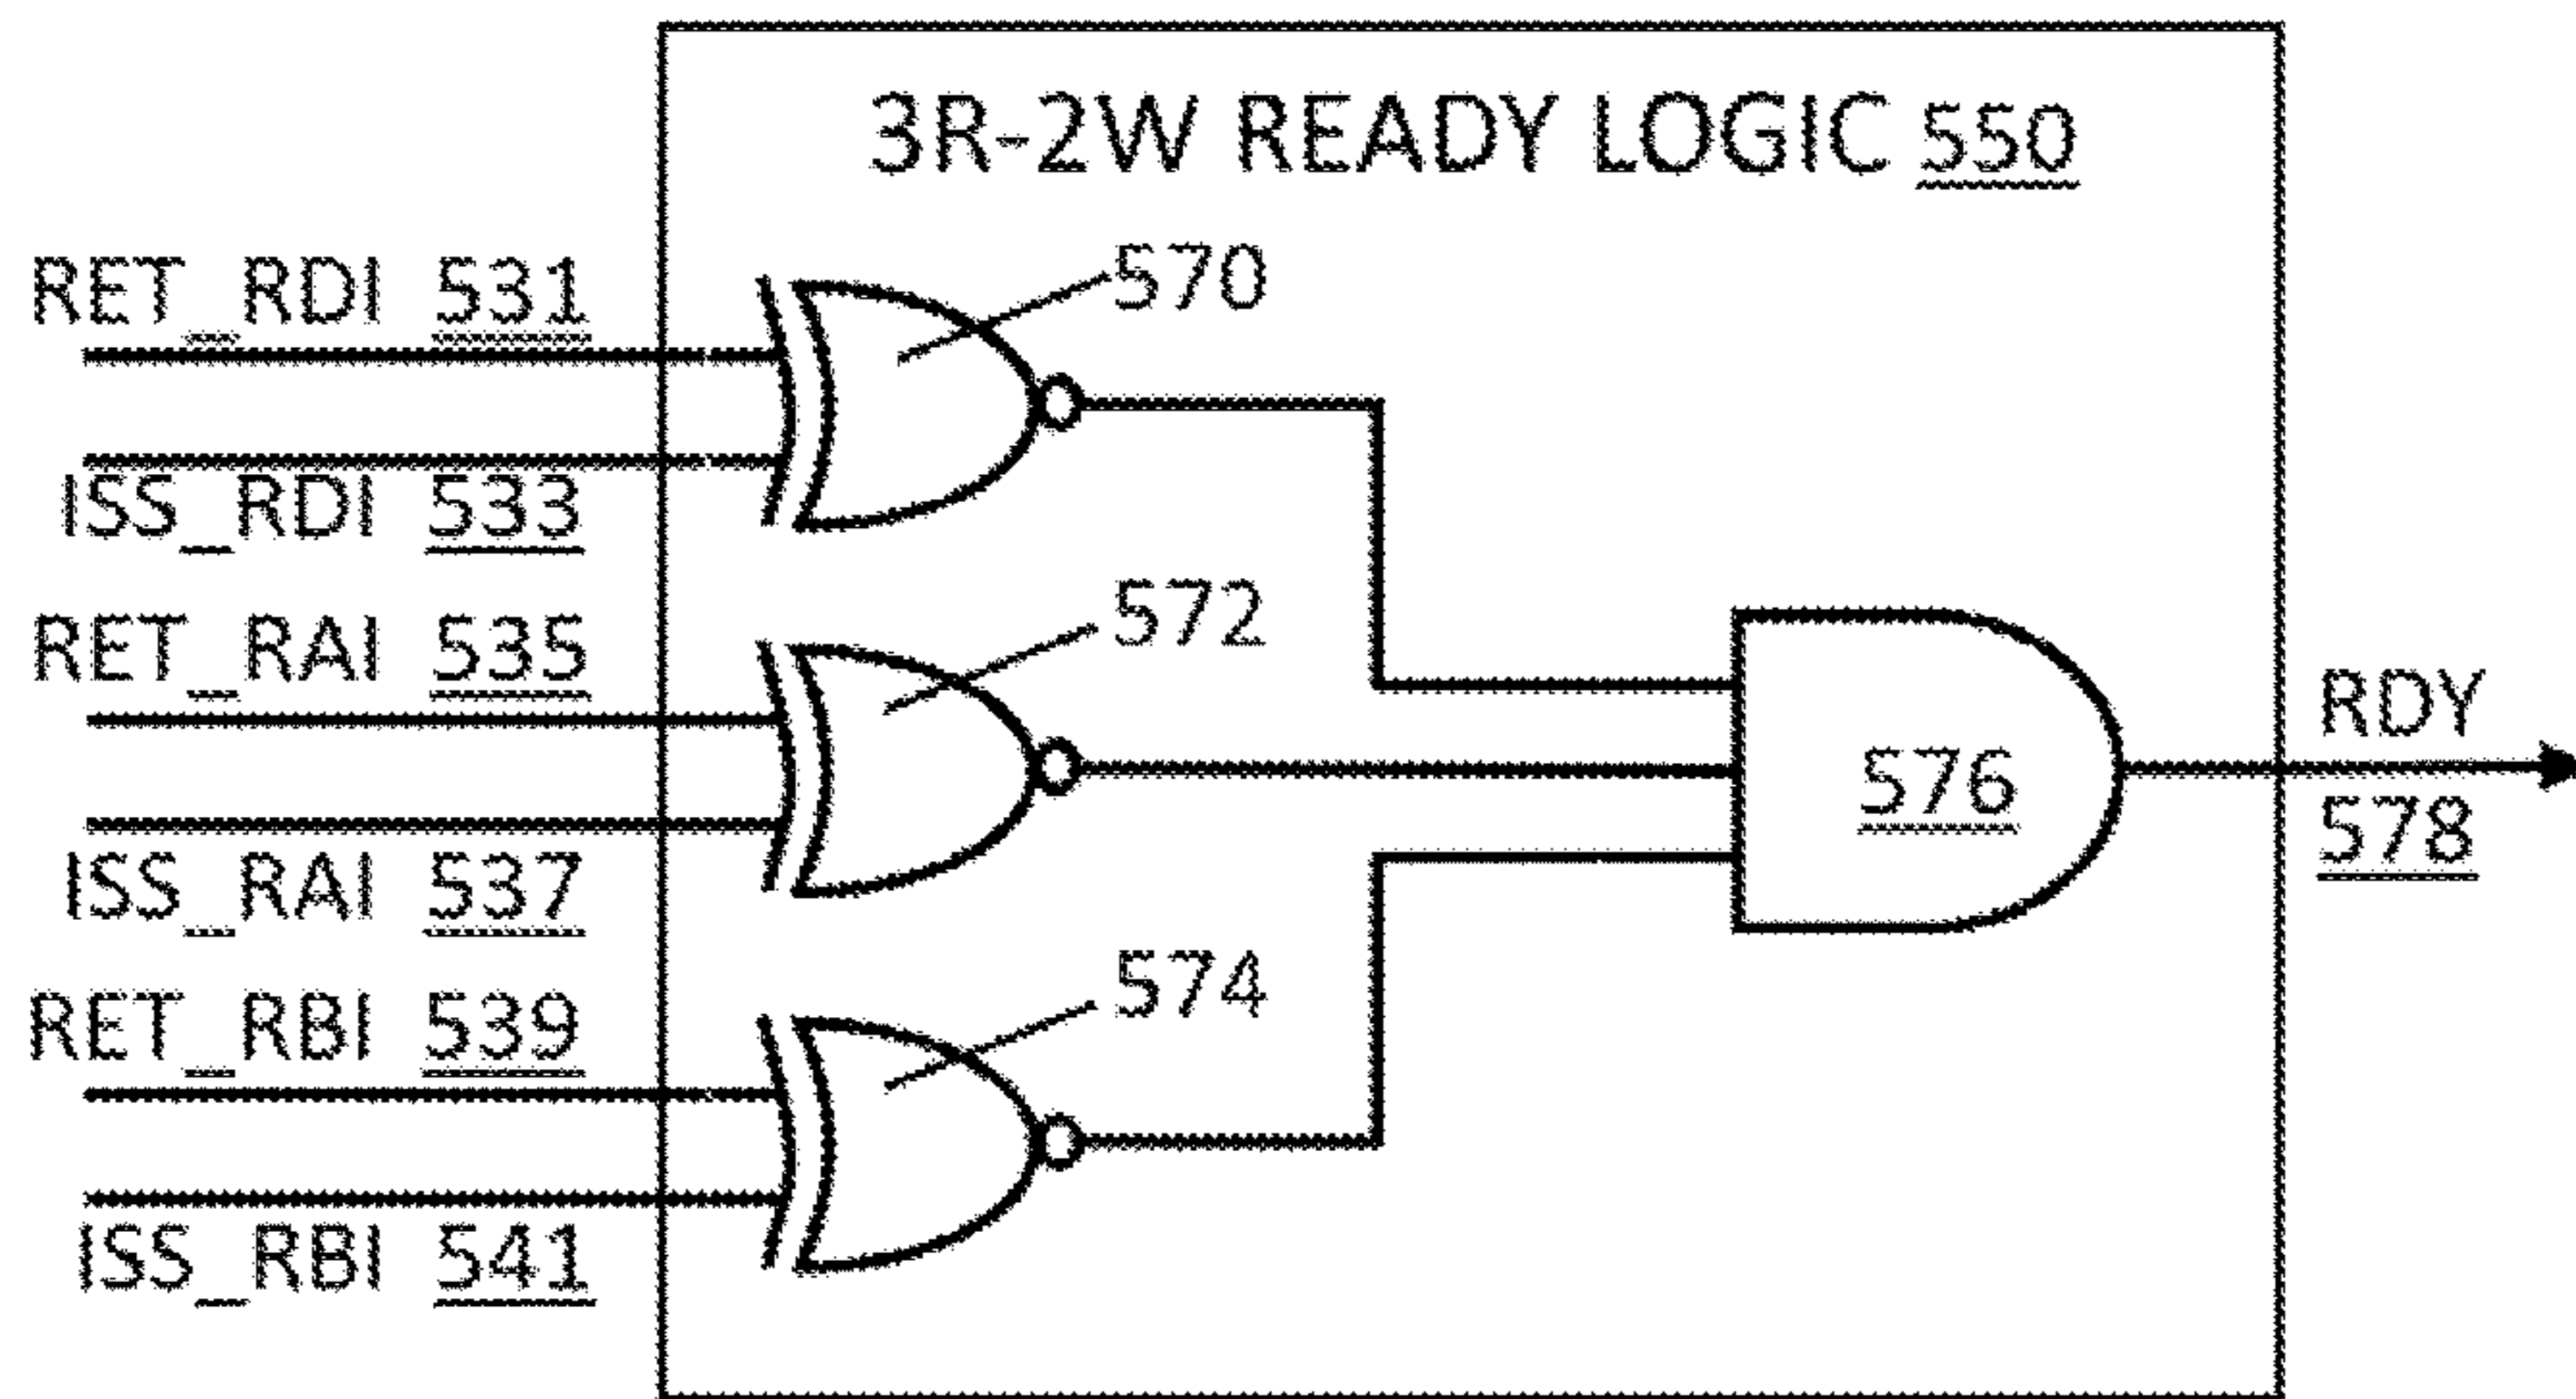 3R-2W READY LOGIC 550
RET_RDI 531
570
ISS_RDI 533
RET_RAI 535
572
ISS_RAI 537
RDY
576
578
RET_RBI 539
574
ISS_RBI 541